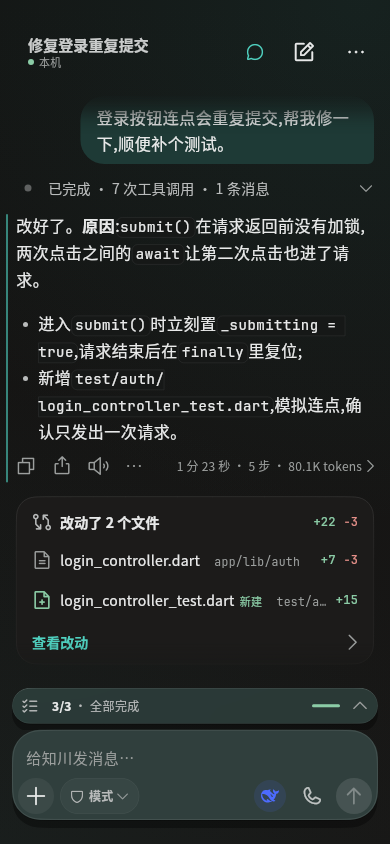 修复登录重复提交
本机
登录按钮连点会重复提交,帮我修一
下,顺便补个测试。
已完成 · 7 次工具调用 · 1 条消息
改好了。原因:submit() 在请求返回前没有加锁,
两次点击之间的 await 让第二次点击也进了请
求。
• 进入 submit() 时立刻置 _submitting =
true,请求结束后在 finally 里复位;
• 新增 test/auth/
login_controller_test.dart,模拟连点,确
认只发出一次请求。
1 分 23 秒 · 5 步 · 80.1K tokens
改动了 2 个文件 +22 -3
login_controller.dart app/lib/auth +7 -3
login_controller_test.dart 新建 test/a… +15
查看改动
3/3 · 全部完成
给知川发消息…
模式